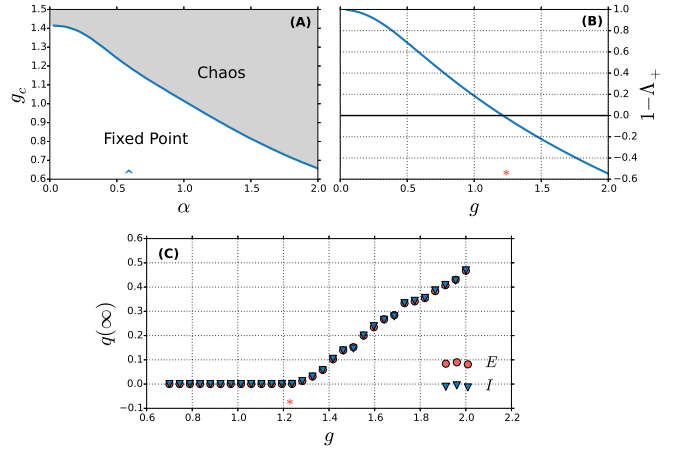 (A)
1.5
1.4
1.3
1.2
1.1
1.0
0.9
0.8
0.7
0.6
g_c
Chaos
Fixed Point
0.0 0.5 1.0 1.5 2.0
α
(B)
1.0
0.8
0.6
0.4
0.2
0.0
−0.2
−0.4
−0.6
1−Λ₊
*
0.0 0.5 1.0 1.5 2.0
g
(C)
0.6
0.5
0.4
0.3
0.2
0.1
0.0
−0.1
q(∞)
E
I
*
0.6 0.8 1.0 1.2 1.4 1.6 1.8 2.0 2.2
g